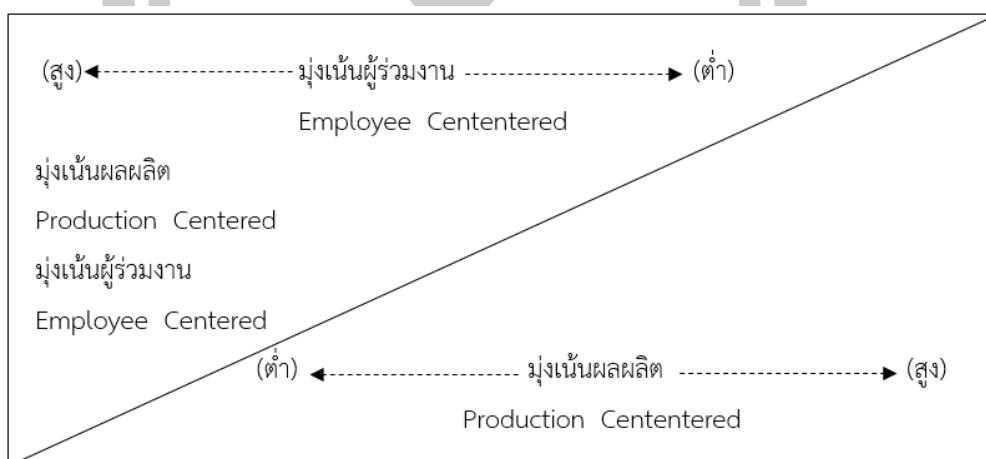 (สูง) มุ่งเน้นผู้ร่วมงาน (ต่ำ)
Employee Cententered
มุ่งเน้นผลผลิต
Production Centered
มุ่งเน้นผู้ร่วมงาน
Employee Centered
(ต่ำ) มุ่งเน้นผลผลิต (สูง)
Production Cententered